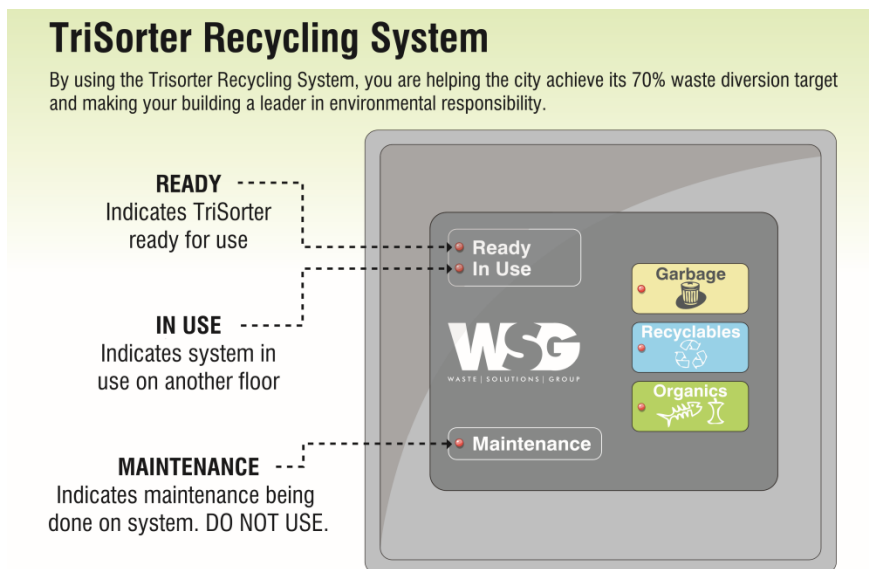 TriSorter Recycling System
By using the Trisorter Recycling System, you are helping the city achieve its 70% waste diversion target
and making your building a leader in environmental responsibility.
READY
Indicates TriSorter
ready for use
IN USE
Indicates system in
use on another floor
MAINTENANCE
Indicates maintenance being
done on system. DO NOT USE.
Ready
In Use
WSG
WASTE | SOLUTIONS | GROUP
Maintenance
Garbage
Recyclables
Organics